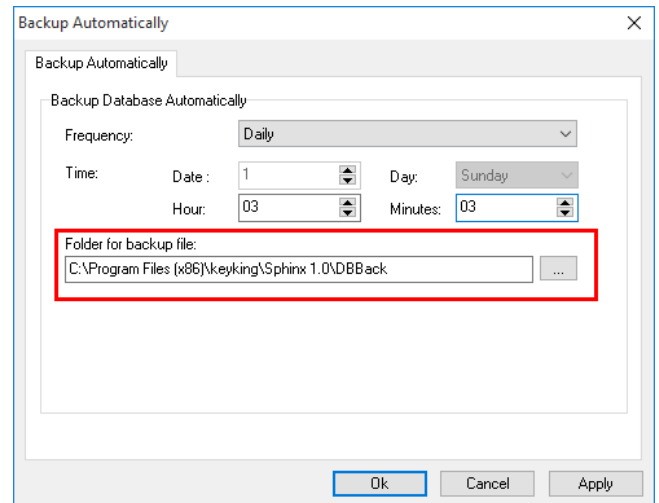 Backup Automatically
Backup Automatically
Backup Database Automatically
Frequency: Daily
Time: Date : 1 Day: Sunday
Hour: 03 Minutes: 03
Folder for backup file:
C:\Program Files (x86)\keyking\Sphinx 1.0\DBBack ...
Ok Cancel Apply